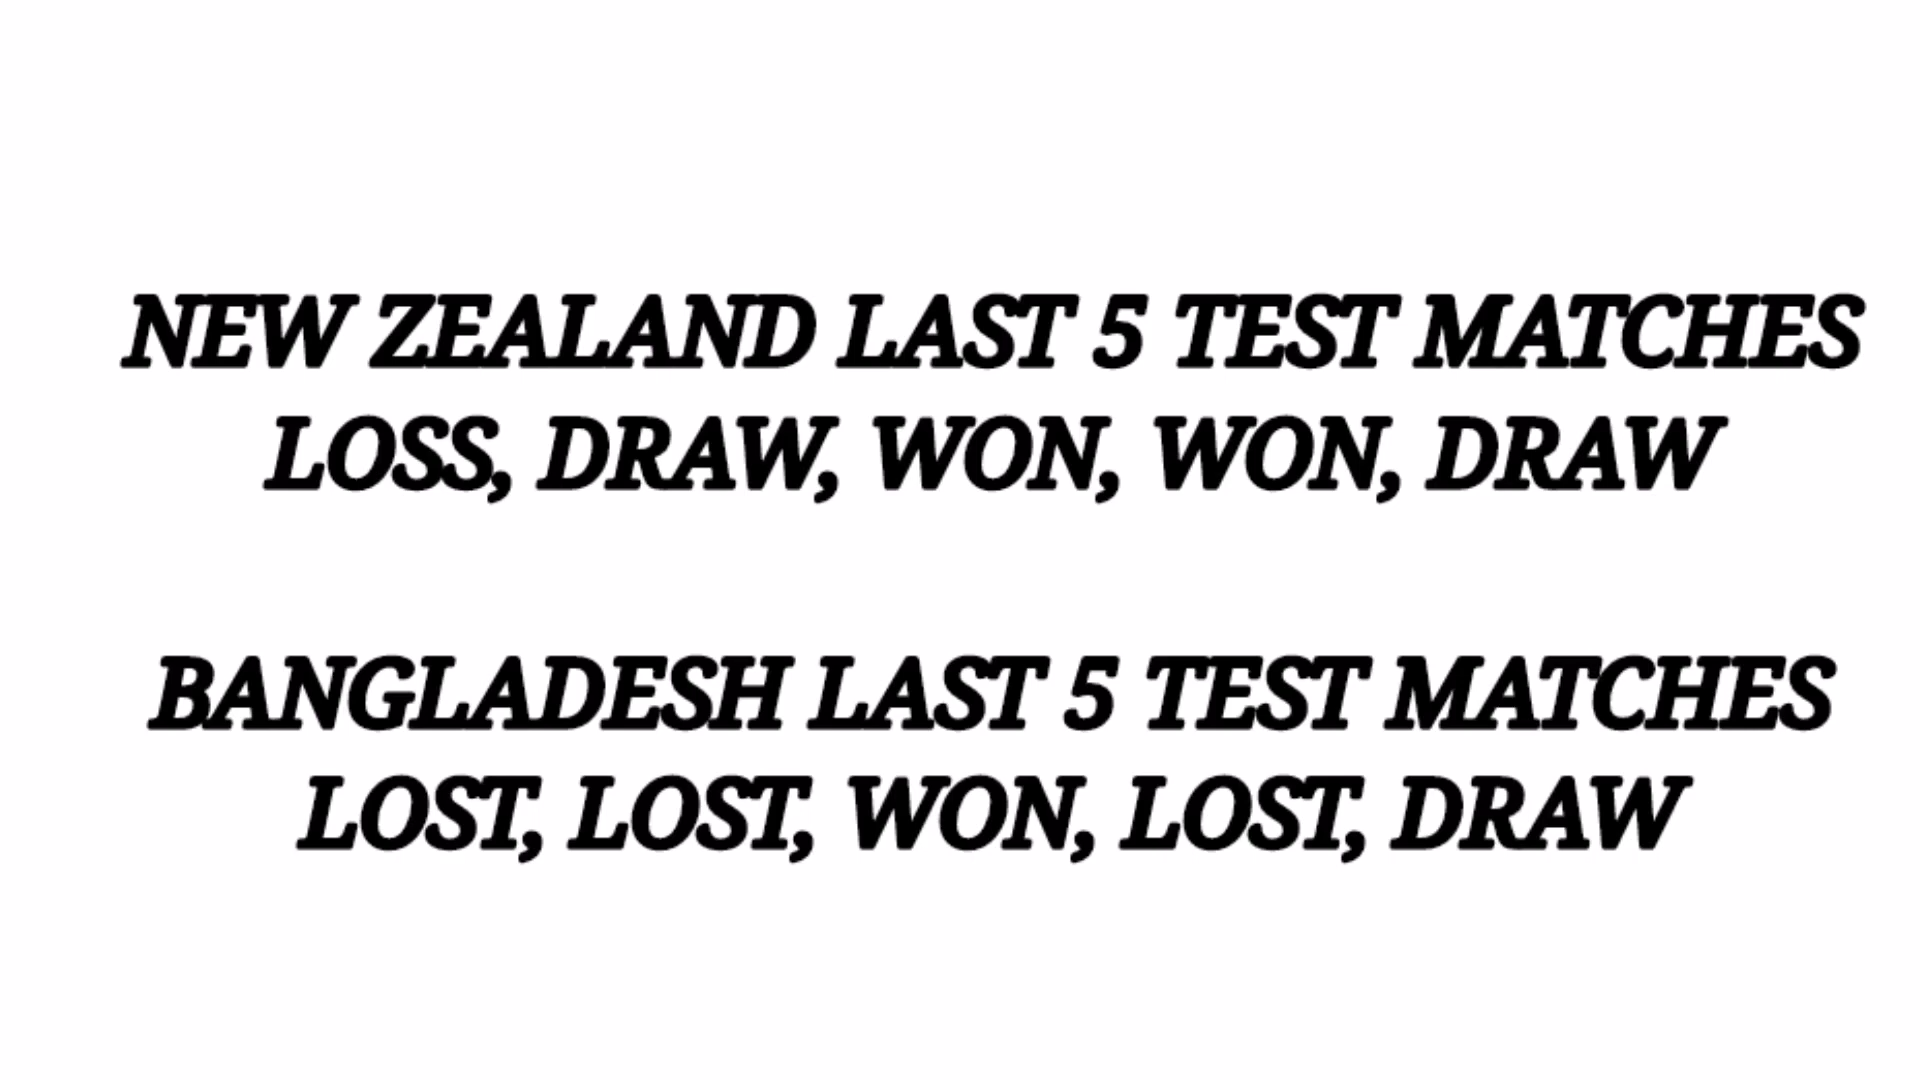 NEW ZEALAND LAST 5 TEST MATCHES
LOSS, DRAW, WON, WON, DRAW
BANGLADESH LAST 5 TEST MATCHES
LOST, LOST, WON, LOST, DRAW